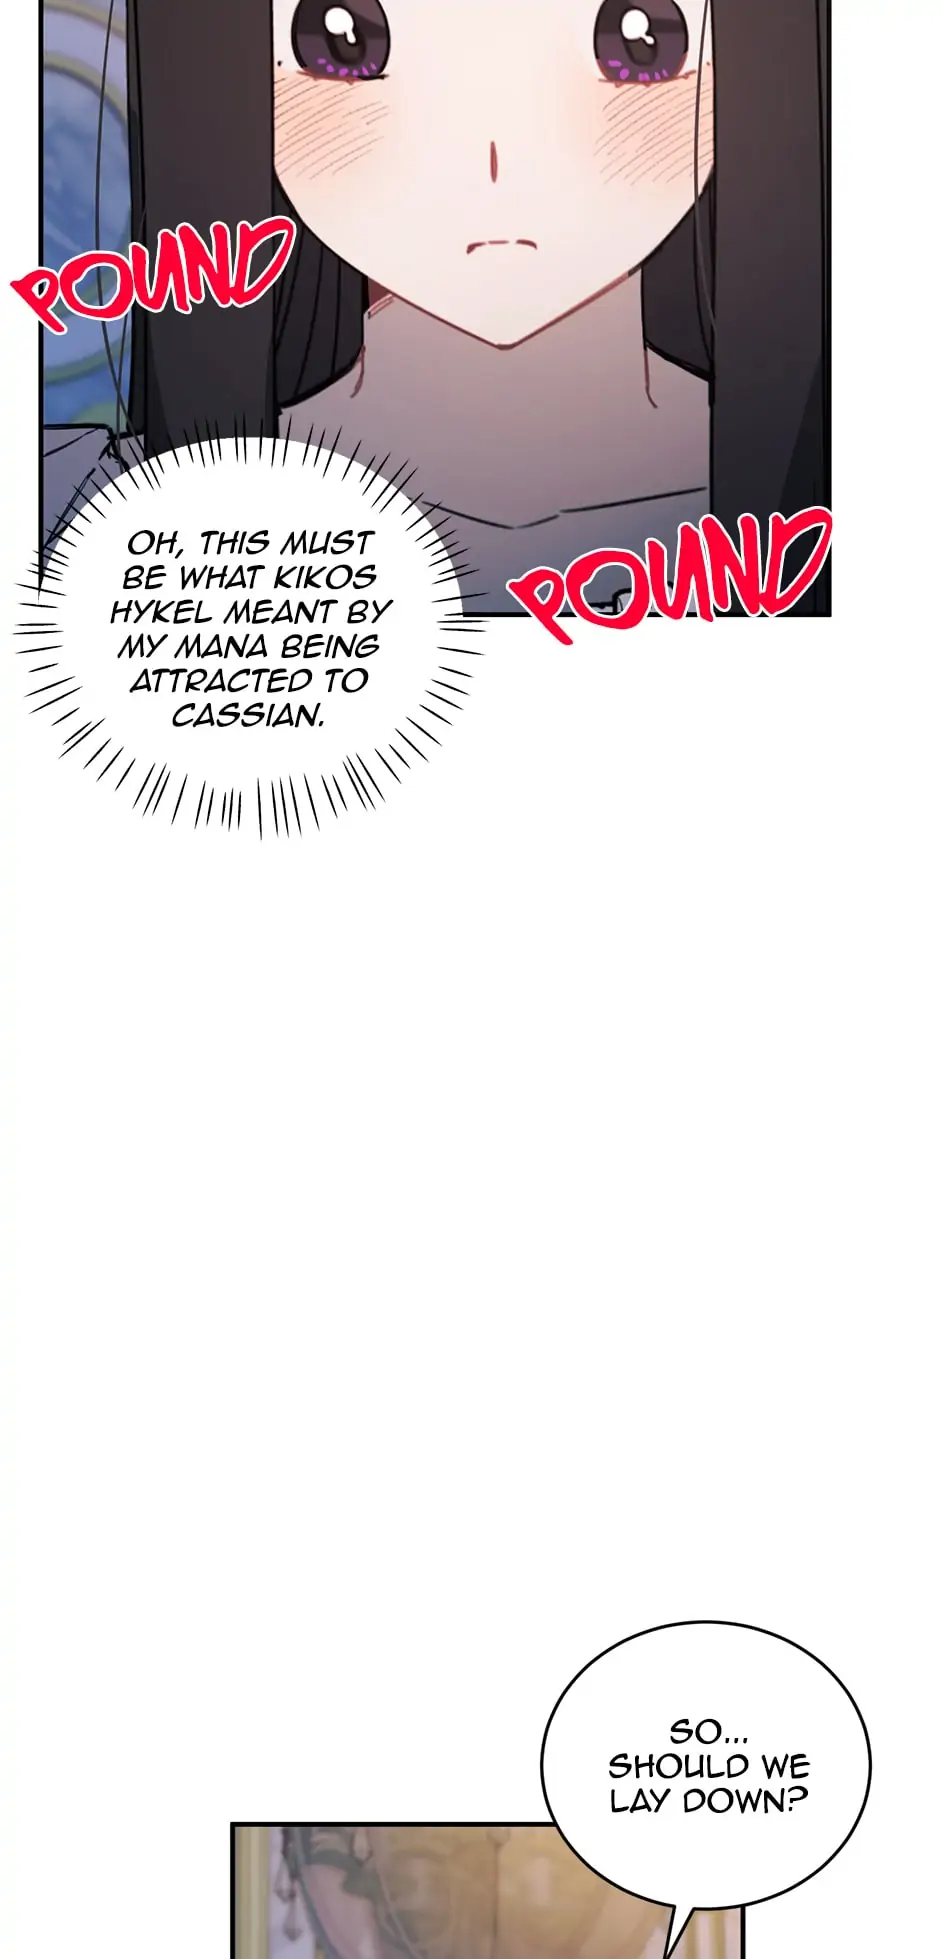 POUND
OH, THIS MUST
BE WHAT KIKOS
HYKEL MEANT BY
MY MANA BEING
ATTRACTED TO
CASSIAN.
POUND
SO...
SHOULD WE
LAY DOWN?